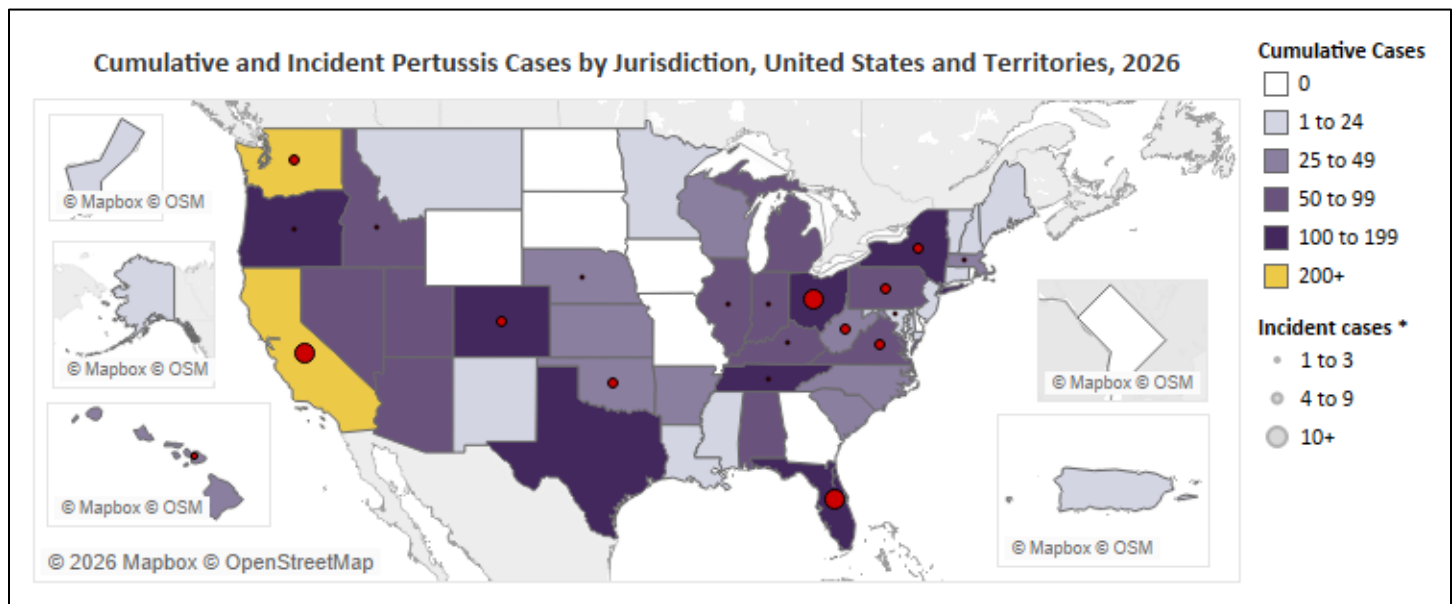 Cumulative and Incident Pertussis Cases by Jurisdiction, United States and Territories, 2026
Cumulative Cases
0
1 to 24
25 to 49
50 to 99
100 to 199
200+
Incident cases *
1 to 3
4 to 9
10+
© Mapbox © OSM
© Mapbox © OSM
© Mapbox © OSM
© Mapbox © OSM
© Mapbox © OSM
© 2026 Mapbox © OpenStreetMap